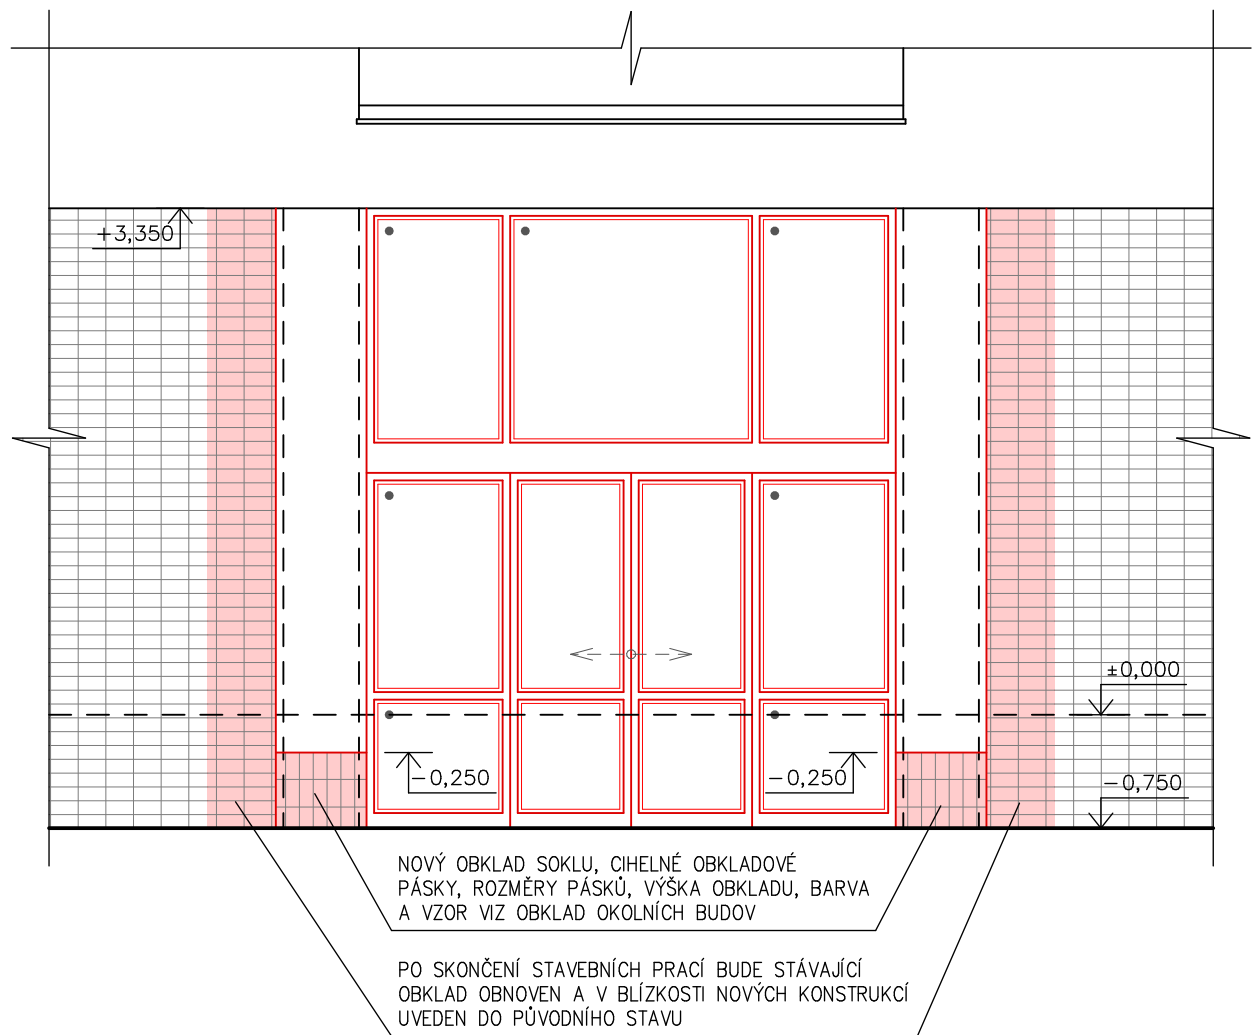 +3,350
±0,000
-0,250
-0,250
-0,750
NOVÝ OBKLAD SOKLU, CIHELNÉ OBKLADOVÉ
PÁSKY, ROZMĚRY PÁSKŮ, VÝŠKA OBKLADU, BARVA
A VZOR VIZ OBKLAD OKOLNÍCH BUDOV
PO SKONČENÍ STAVEBNÍCH PRACÍ BUDE STÁVAJÍCÍ
OBKLAD OBNOVEN A V BLÍZKOSTI NOVÝCH KONSTRUKCÍ
UVEDEN DO PŮVODNÍHO STAVU